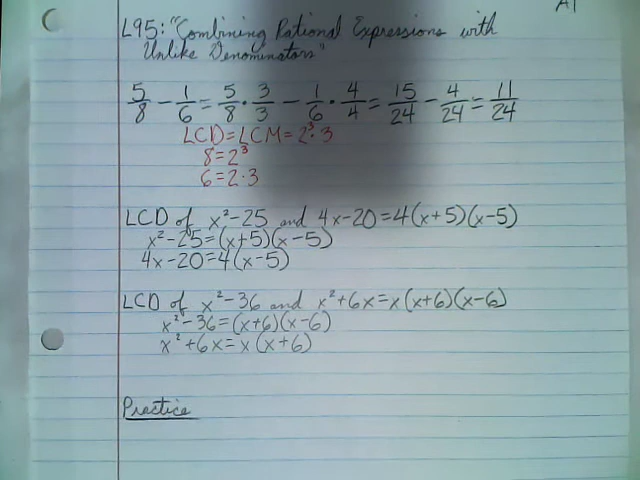 A1
L95: "Combining Rational Expressions with
Unlike Denominators"
5/8 - 1/6 = 5/8 · 3/3 - 1/6 · 4/4 = 15/24 - 4/24 = 11/24
LCD = LCM = 2³ · 3
8 = 2³
6 = 2 · 3
LCD of x² - 25 and 4x - 20 = 4(x+5)(x-5)
x² - 25 = (x+5)(x-5)
4x - 20 = 4(x-5)
LCD of x² - 36 and x² + 6x = x(x+6)(x-6)
x² - 36 = (x+6)(x-6)
x² + 6x = x(x+6)
Practice